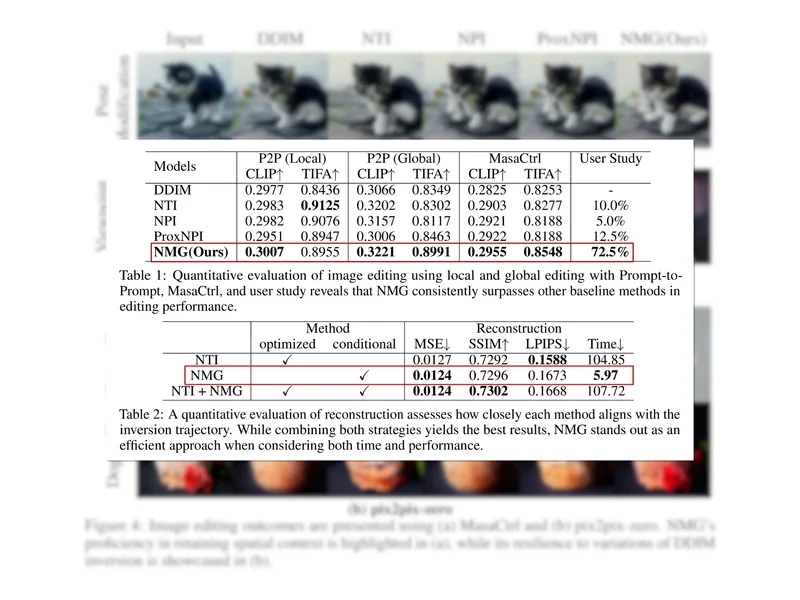 Input DDIM NTI NPI ProxNPI NMG(Ours)
Pose
Modification
Viewpoint
Models P2P (Local) P2P (Global) MasaCtrl User Study
CLIP↑ TIFA↑ CLIP↑ TIFA↑ CLIP↑ TIFA↑
DDIM 0.2977 0.8436 0.3066 0.8349 0.2825 0.8253 -
NTI 0.2983 0.9125 0.3202 0.8302 0.2903 0.8277 10.0%
NPI 0.2982 0.9076 0.3157 0.8117 0.2921 0.8188 5.0%
ProxNPI 0.2951 0.8947 0.3006 0.8463 0.2922 0.8188 12.5%
NMG(Ours) 0.3007 0.8955 0.3221 0.8991 0.2955 0.8548 72.5%
Table 1: Quantitative evaluation of image editing using local and global editing with Prompt-to-
Prompt, MasaCtrl, and user study reveals that NMG consistently surpasses other baseline methods in
editing performance.
Method Reconstruction
optimized conditional MSE↓ SSIM↑ LPIPS↓ Time↓
NTI ✓ 0.0127 0.7292 0.1588 104.85
NMG ✓ 0.0124 0.7296 0.1673 5.97
NTI + NMG ✓ ✓ 0.0124 0.7302 0.1668 107.72
Table 2: A quantitative evaluation of reconstruction assesses how closely each method aligns with the
inversion trajectory. While combining both strategies yields the best results, NMG stands out as an
efficient approach when considering both time and performance.
(b) pix2pix-zero
Figure 4: Image editing outcomes are presented using (a) MasaCtrl and (b) pix2pix-zero. NMG's
proficiency in retaining spatial context is highlighted in (a), while its resilience to variations of DDIM
inversion is showcased in (b).